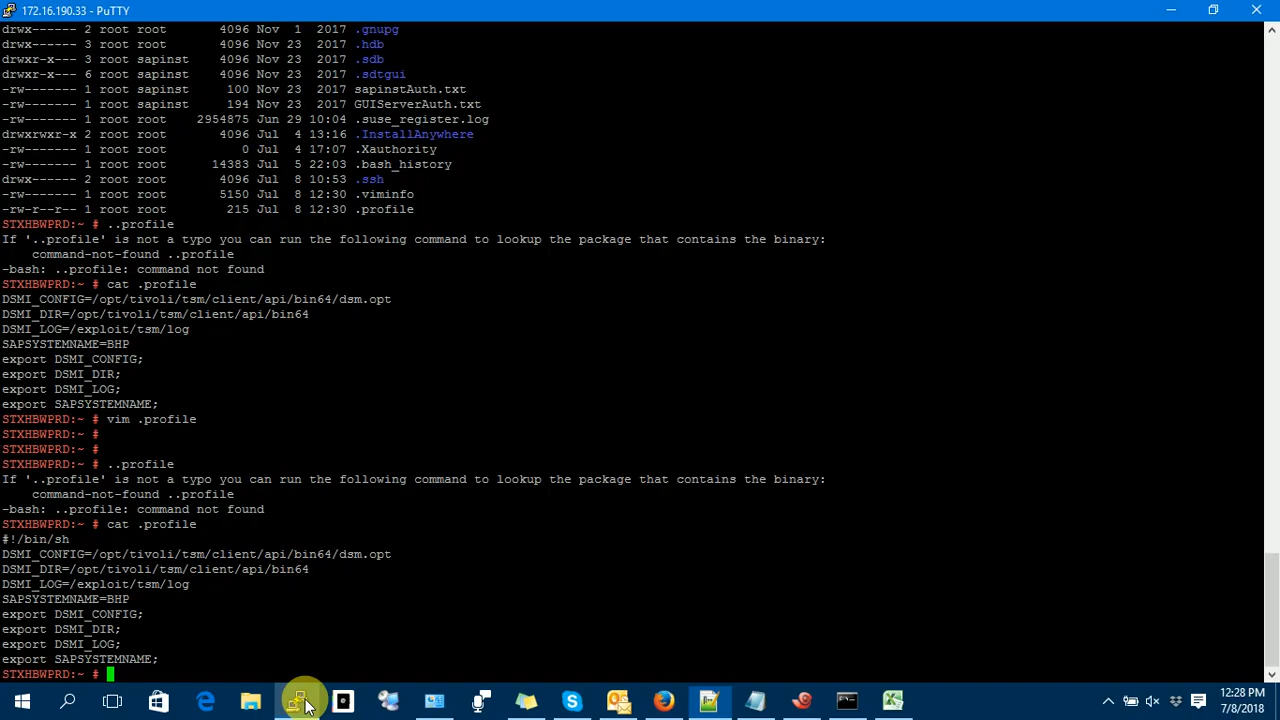 172.16.190.33 - PuTTY
drwx------ 2 root root 4096 Nov 1 2017 .gnupg
drwx------ 3 root root 4096 Nov 23 2017 .hdb
drwxr-x--- 3 root sapinst 4096 Nov 23 2017 .sdb
drwxr-x--- 6 root sapinst 4096 Nov 23 2017 .sdtgui
-rw------- 1 root sapinst 100 Nov 23 2017 sapinstAuth.txt
-rw------- 1 root sapinst 194 Nov 23 2017 GUIServerAuth.txt
-rw------- 1 root root 2954875 Jun 29 10:04 .suse_register.log
drwxrwxr-x 2 root root 4096 Jul 4 13:16 .InstallAnywhere
-rw------- 1 root root 0 Jul 4 17:07 .Xauthority
-rw------- 1 root root 14383 Jul 5 22:03 .bash_history
drwx------ 2 root root 4096 Jul 8 10:53 .ssh
-rw------- 1 root root 5150 Jul 8 12:30 .viminfo
-rw-r--r-- 1 root root 215 Jul 8 12:30 .profile
STXHBWPRD:~ # ..profile
If '..profile' is not a typo you can run the following command to lookup the package that contains the binary:
command-not-found ..profile
-bash: ..profile: command not found
STXHBWPRD:~ # cat .profile
DSMI_CONFIG=/opt/tivoli/tsm/client/api/bin64/dsm.opt
DSMI_DIR=/opt/tivoli/tsm/client/api/bin64
DSMI_LOG=/exploit/tsm/log
SAPSYSTEMNAME=BHP
export DSMI_CONFIG;
export DSMI_DIR;
export DSMI_LOG;
export SAPSYSTEMNAME;
STXHBWPRD:~ # vim .profile
STXHBWPRD:~ #
STXHBWPRD:~ #
STXHBWPRD:~ # ..profile
If '..profile' is not a typo you can run the following command to lookup the package that contains the binary:
command-not-found ..profile
-bash: ..profile: command not found
STXHBWPRD:~ # cat .profile
#!/bin/sh
DSMI_CONFIG=/opt/tivoli/tsm/client/api/bin64/dsm.opt
DSMI_DIR=/opt/tivoli/tsm/client/api/bin64
DSMI_LOG=/exploit/tsm/log
SAPSYSTEMNAME=BHP
export DSMI_CONFIG;
export DSMI_DIR;
export DSMI_LOG;
export SAPSYSTEMNAME;
STXHBWPRD:~ #
12:28 PM
7/8/2018